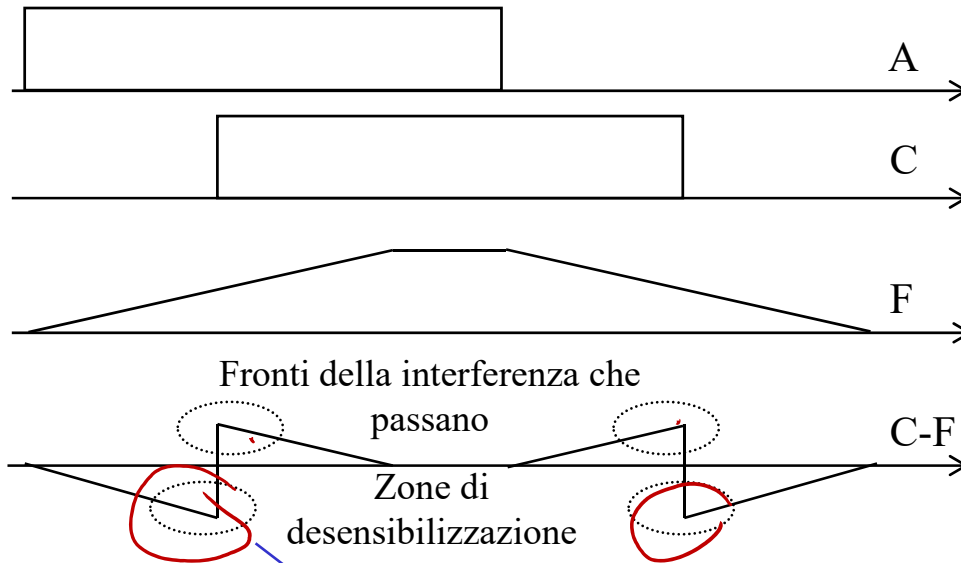 A
C
F
Fronti della interferenza che
passano
C-F
Zone di
desensibilizzazione